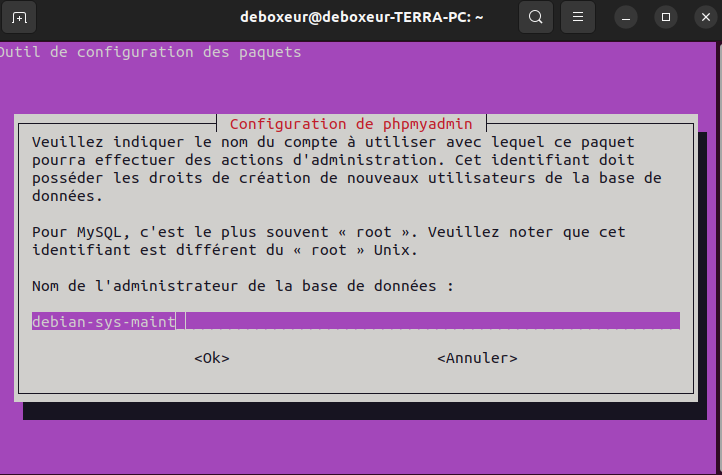 deboxeur@deboxeur-TERRA-PC: ~
Outil de configuration des paquets
Configuration de phpmyadmin
Veuillez indiquer le nom du compte à utiliser avec lequel ce paquet
pourra effectuer des actions d'administration. Cet identifiant doit
posséder les droits de création de nouveaux utilisateurs de la base de
données.
Pour MySQL, c'est le plus souvent « root ». Veuillez noter que cet
identifiant est différent du « root » Unix.
Nom de l'administrateur de la base de données :
debian-sys-maint
<Ok> <Annuler>